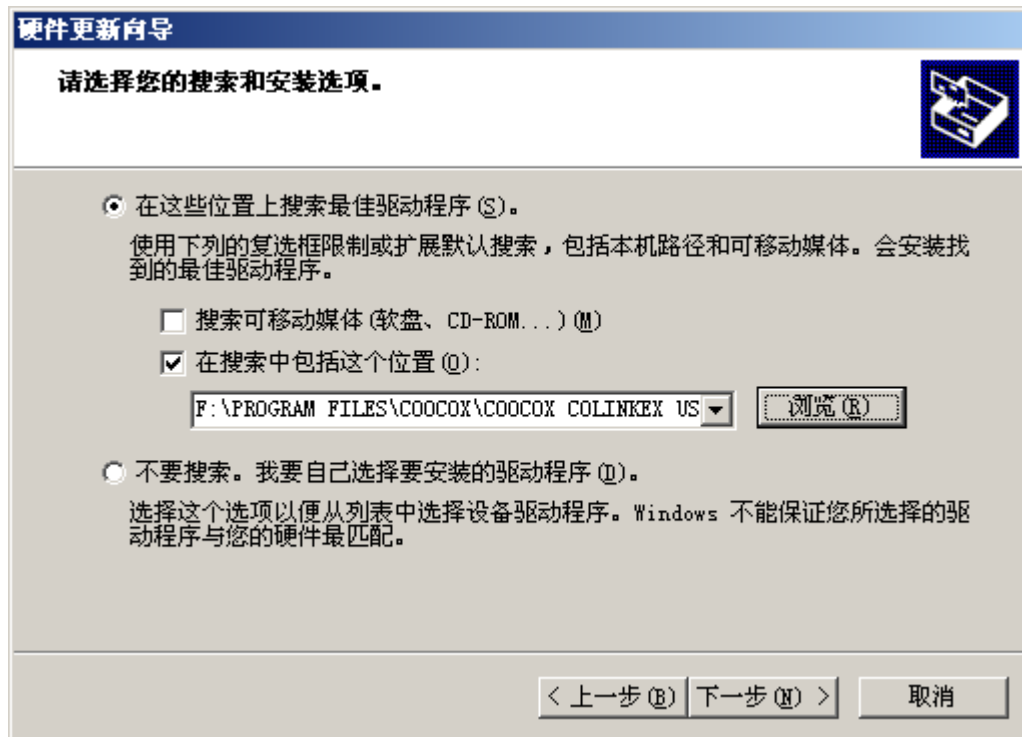 硬件更新向导
请选择您的搜索和安装选项。
在这些位置上搜索最佳驱动程序(S)。
使用下列的复选框限制或扩展默认搜索，包括本机路径和可移动媒体。会安装找
到的最佳驱动程序。
搜索可移动媒体(软盘、CD-ROM...)(M)
在搜索中包括这个位置(O):
F:\PROGRAM FILES\COOCOX\COOCOX COLINKEX US
浏览(R)
不要搜索。我要自己选择要安装的驱动程序(D)。
选择这个选项以便从列表中选择设备驱动程序。Windows 不能保证您所选择的驱
动程序与您的硬件最匹配。
< 上一步(B) 下一步(N) > 取消